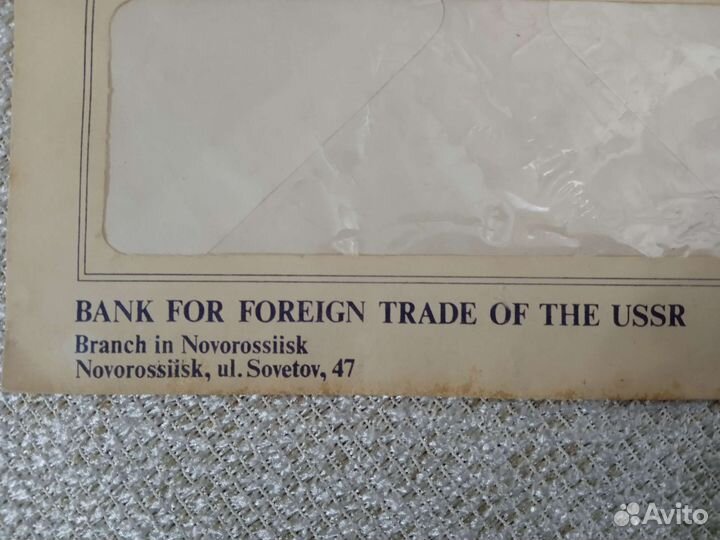 BANK FOR FOREIGN TRADE OF THE USSR
Branch in Novorossiisk
Novorossiisk, ul. Sovetov, 47
Avito